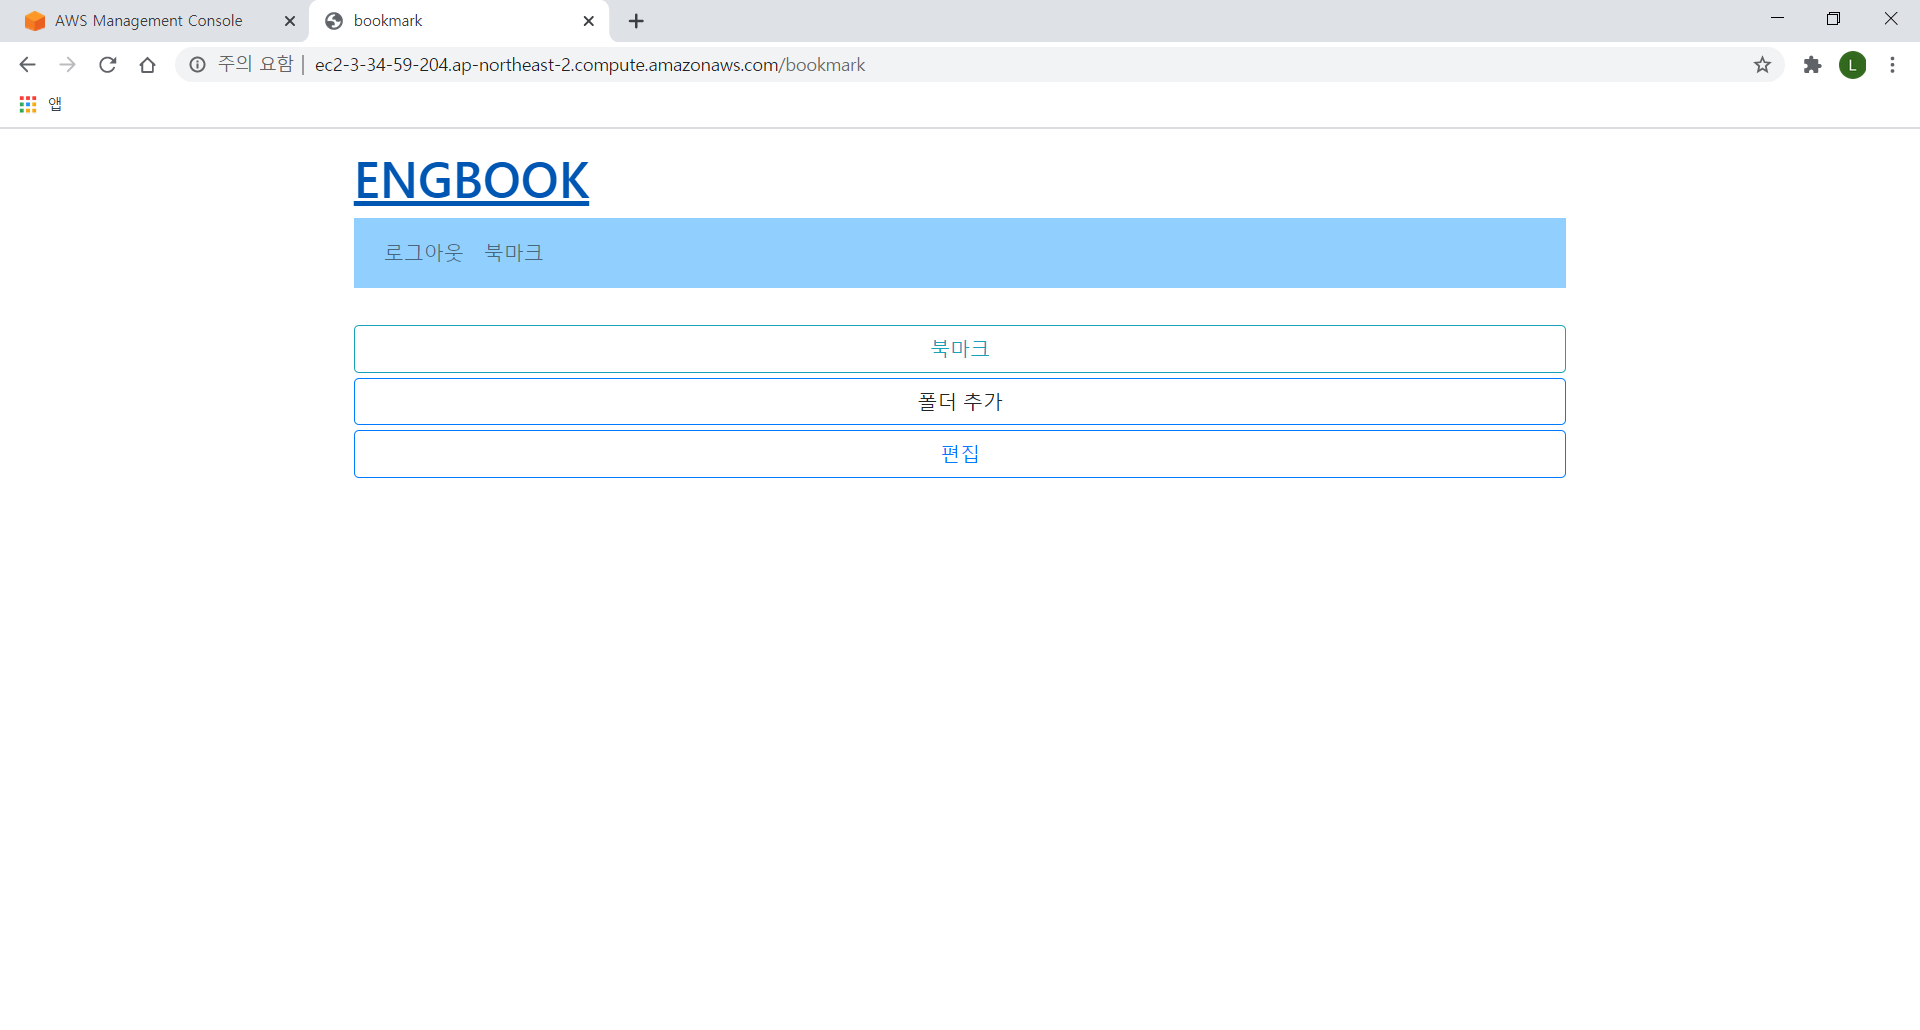 AWS Management Console
bookmark
주의 요함 | ec2-3-34-59-204.ap-northeast-2.compute.amazonaws.com/bookmark
L
앱
ENGBOOK
로그아웃 북마크
북마크
폴더 추가
편집